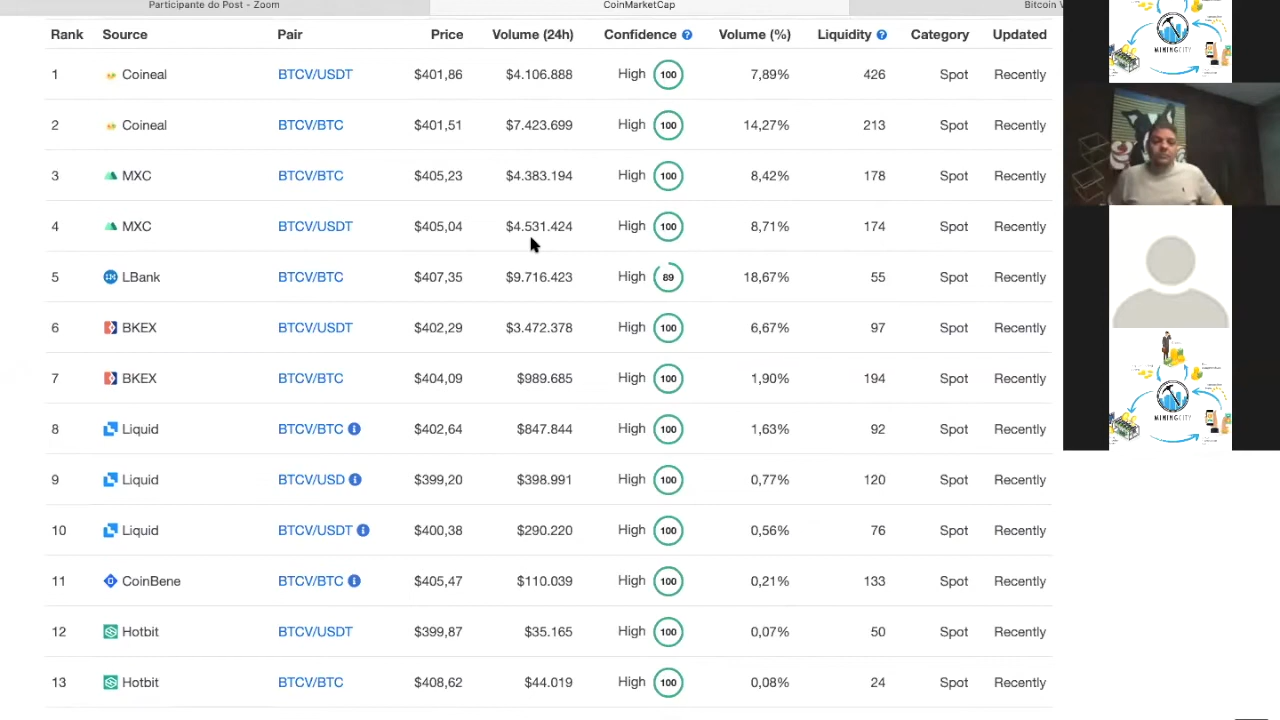 Participante do Post - Zoom CoinMarketCap Bitcoin V
Rank Source Pair Price Volume (24h) Confidence ? Volume (%) Liquidity ? Category Updated
1 Coineal BTCV/USDT $401,86 $4.106.888 High 100 7,89% 426 Spot Recently
2 Coineal BTCV/BTC $401,51 $7.423.699 High 100 14,27% 213 Spot Recently
3 MXC BTCV/BTC $405,23 $4.383.194 High 100 8,42% 178 Spot Recently
4 MXC BTCV/USDT $405,04 $4.531.424 High 100 8,71% 174 Spot Recently
5 LBank BTCV/BTC $407,35 $9.716.423 High 89 18,67% 55 Spot Recently
6 BKEX BTCV/USDT $402,29 $3.472.378 High 100 6,67% 97 Spot Recently
7 BKEX BTCV/BTC $404,09 $989.685 High 100 1,90% 194 Spot Recently
8 Liquid BTCV/BTC i $402,64 $847.844 High 100 1,63% 92 Spot Recently
9 Liquid BTCV/USD i $399,20 $398.991 High 100 0,77% 120 Spot Recently
10 Liquid BTCV/USDT i $400,38 $290.220 High 100 0,56% 76 Spot Recently
11 CoinBene BTCV/BTC i $405,47 $110.039 High 100 0,21% 133 Spot Recently
12 Hotbit BTCV/USDT $399,87 $35.165 High 100 0,07% 50 Spot Recently
13 Hotbit BTCV/BTC $408,62 $44.019 High 100 0,08% 24 Spot Recently
MININGCITY
MININGCITY